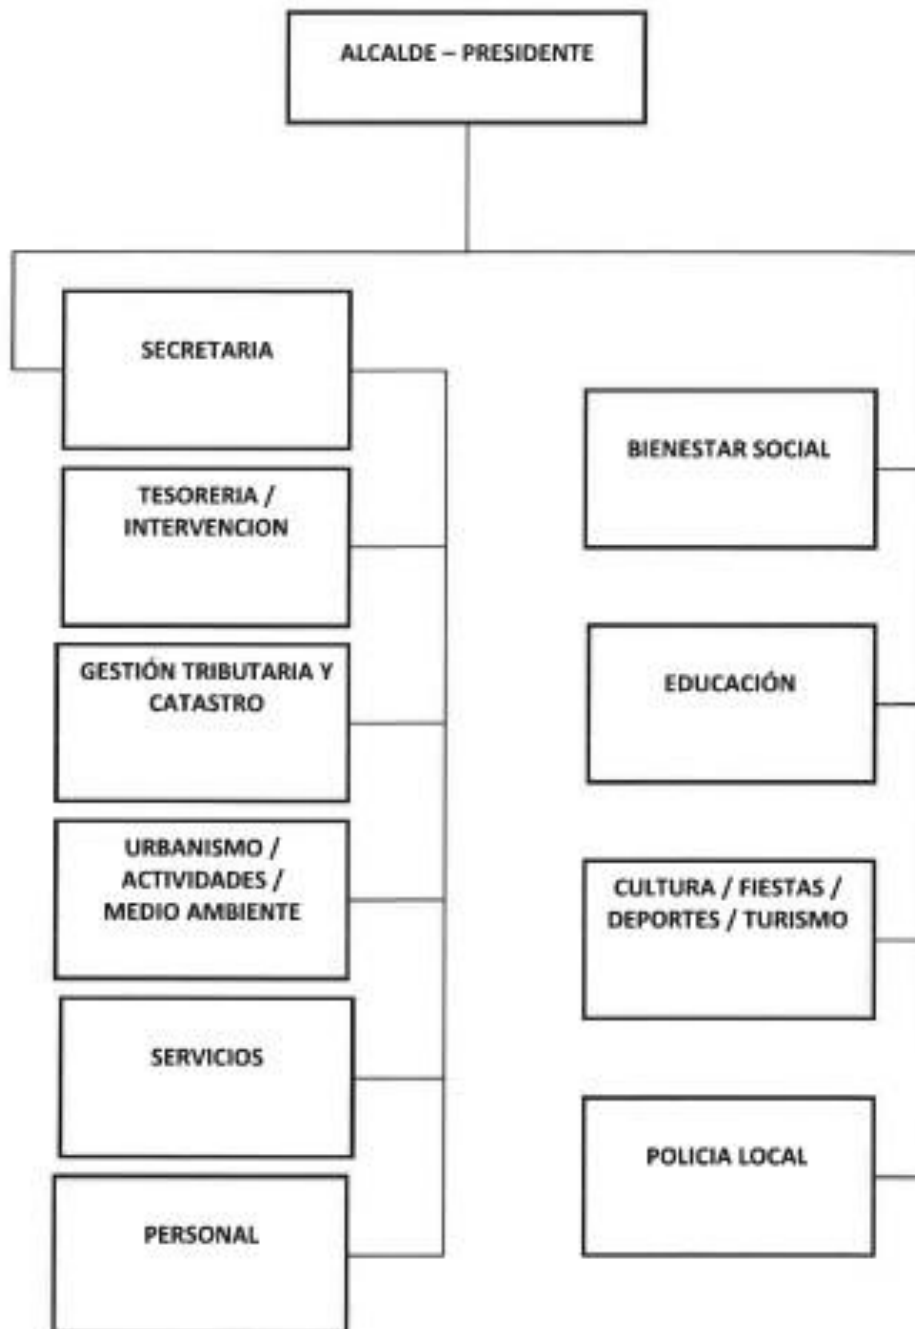 ALCALDE – PRESIDENTE
SECRETARIA
TESORERIA /
INTERVENCION
GESTIÓN TRIBUTARIA Y
CATASTRO
URBANISMO /
ACTIVIDADES /
MEDIO AMBIENTE
SERVICIOS
PERSONAL
BIENESTAR SOCIAL
EDUCACIÓN
CULTURA / FIESTAS /
DEPORTES / TURISMO
POLICIA LOCAL